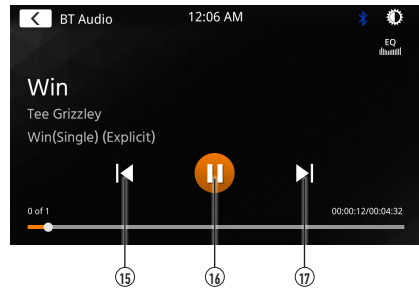 BT Audio
12:06 AM
EQ
Win
Tee Grizzley
Win(Single) (Explicit)
0 of 1
00:00:12/00:04:32
15
16
17